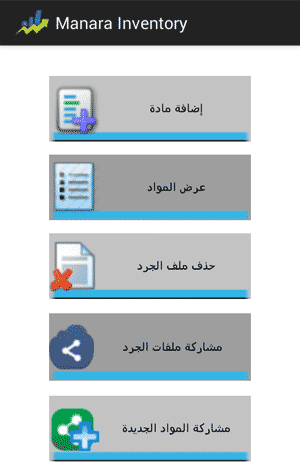 Manara Inventory
إضافة مادة
عرض المواد
حذف ملف الجرد
مشاركة ملفات الجرد
مشاركة المواد الجديدة